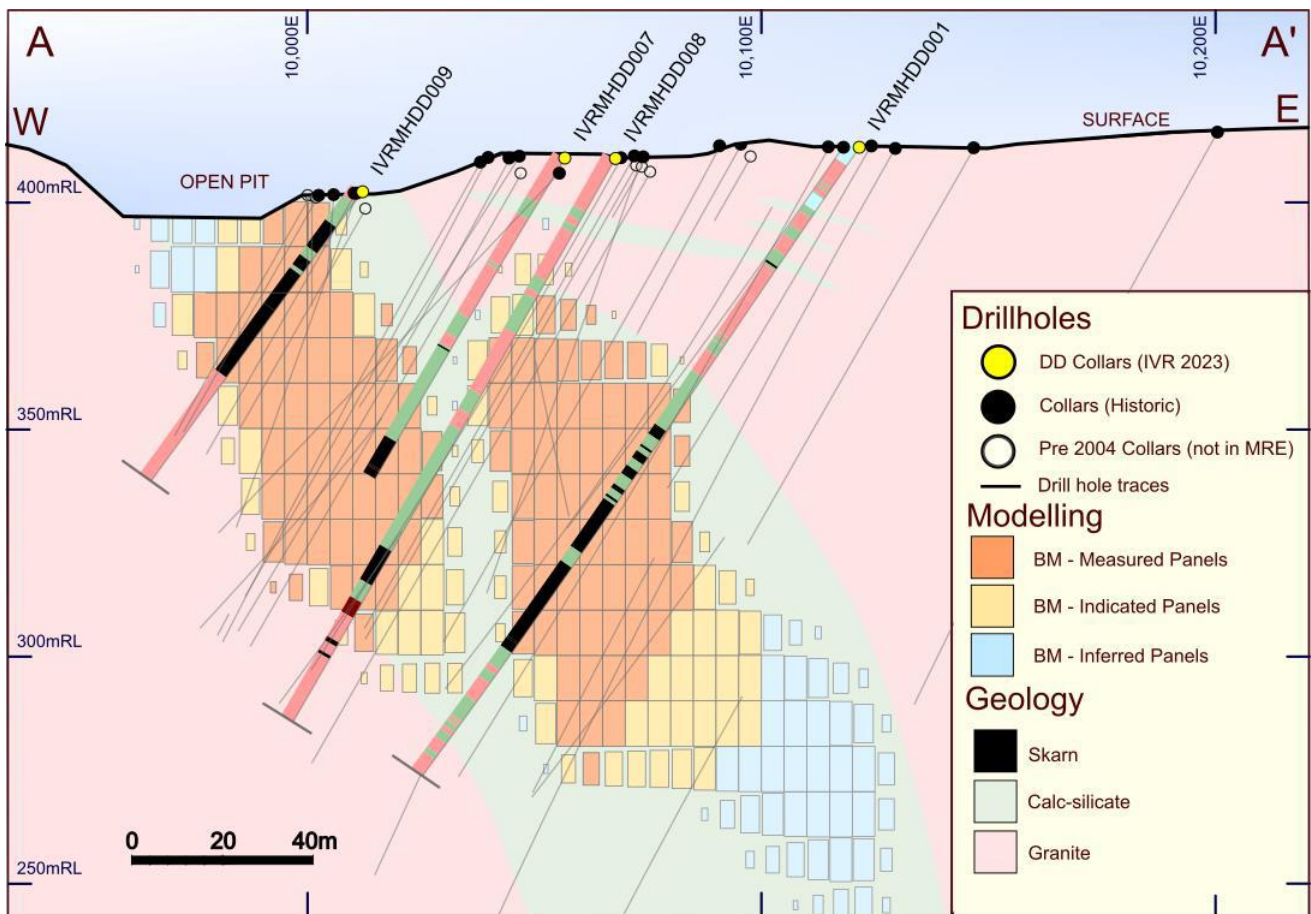 A
A'
W
E
10,000E
10,100E
10,200E
IVRMHDD009
IVRMHDD007
IVRMHDD008
IVRMHDD001
SURFACE
OPEN PIT
400mRL
350mRL
300mRL
250mRL
0 20 40m
Drillholes
DD Collars (IVR 2023)
Collars (Historic)
Pre 2004 Collars (not in MRE)
Drill hole traces
Modelling
BM - Measured Panels
BM - Indicated Panels
BM - Inferred Panels
Geology
Skarn
Calc-silicate
Granite